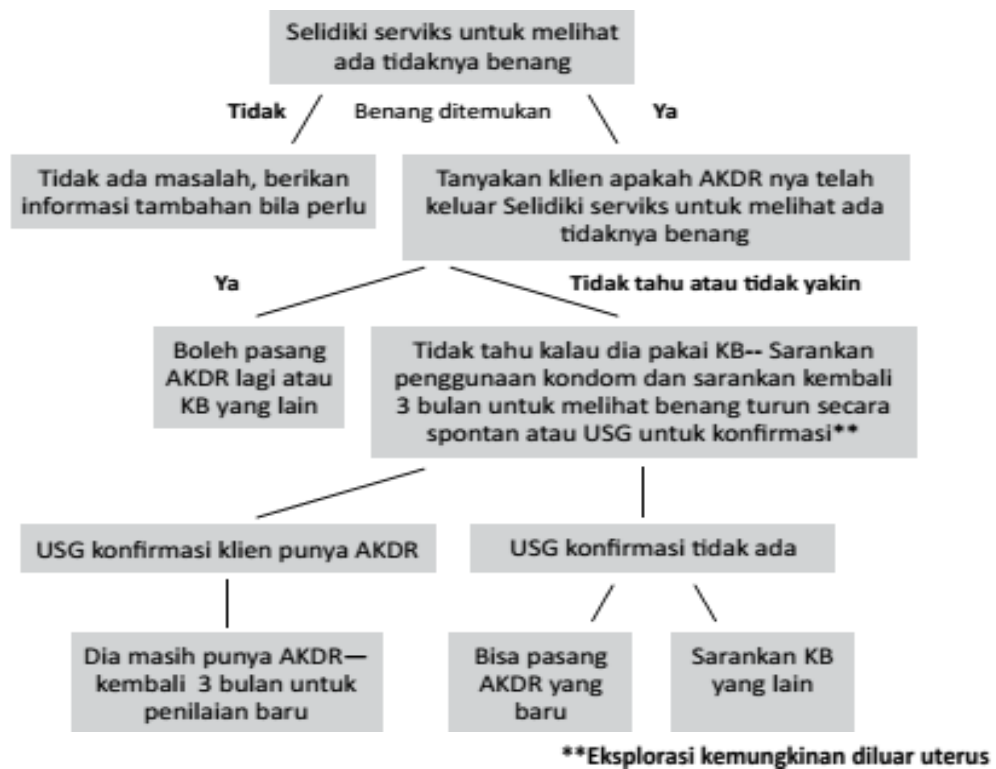 Selidiki serviks untuk melihat
ada tidaknya benang
Tidak
Benang ditemukan
Ya
Tidak ada masalah, berikan
informasi tambahan bila perlu
Tanyakan klien apakah AKDR nya telah
keluar Selidiki serviks untuk melihat ada
tidaknya benang
Ya
Tidak tahu atau tidak yakin
Boleh pasang
AKDR lagi atau
KB yang lain
Tidak tahu kalau dia pakai KB-- Sarankan
penggunaan kondom dan sarankan kembali
3 bulan untuk melihat benang turun secara
spontan atau USG untuk konfirmasi**
USG konfirmasi klien punya AKDR
USG konfirmasi tidak ada
Dia masih punya AKDR—
kembali 3 bulan untuk
penilaian baru
Bisa pasang
AKDR yang
baru
Sarankan KB
yang lain
**Eksplorasi kemungkinan diluar uterus